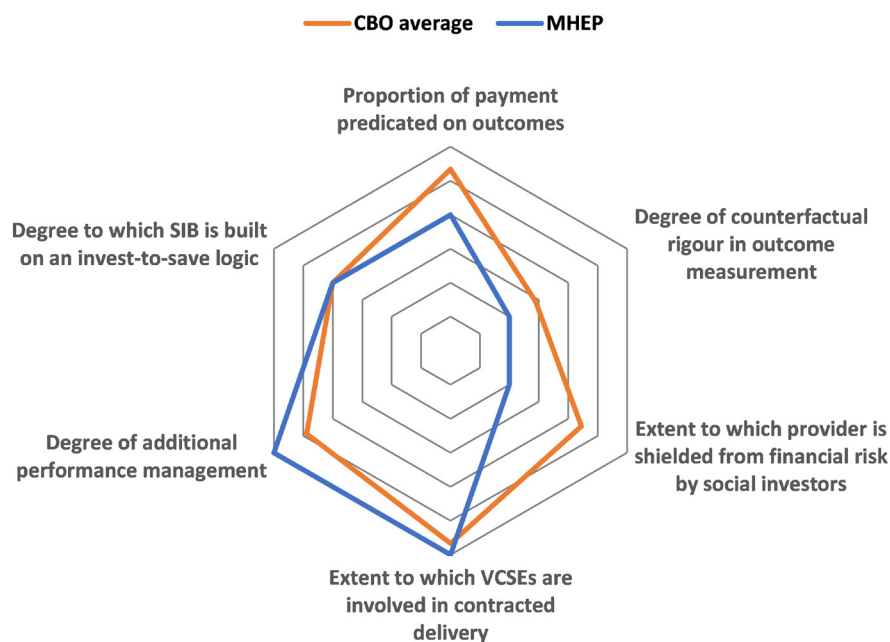 CBO average MHEP
Proportion of payment
predicated on outcomes
Degree of counterfactual
rigour in outcome
measurement
Extent to which provider is
shielded from financial risk
by social investors
Extent to which VCSEs are
involved in contracted
delivery
Degree of additional
performance management
Degree to which SIB is built
on an invest-to-save logic